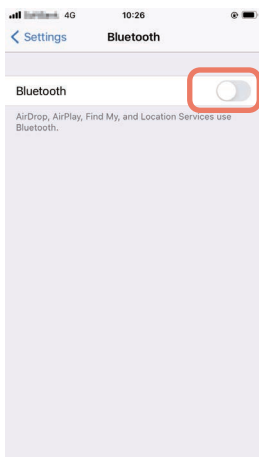 4G 10:26
Settings Bluetooth
Bluetooth
AirDrop, AirPlay, Find My, and Location Services use
Bluetooth.